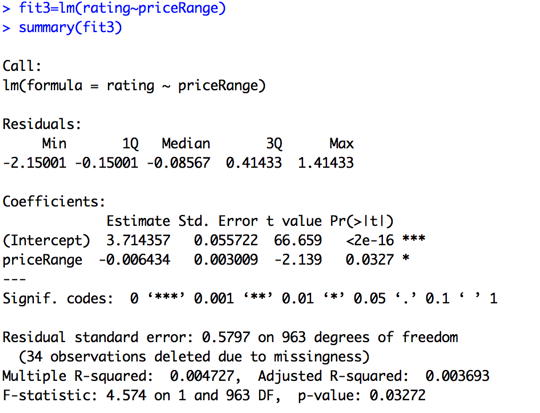 > fit3=lm(rating~priceRange)
> summary(fit3)
Call:
lm(formula = rating ~ priceRange)
Residuals:
Min 1Q Median 3Q Max
-2.15001 -0.15001 -0.08567 0.41433 1.41433
Coefficients:
Estimate Std. Error t value Pr(>|t|)
(Intercept) 3.714357 0.055722 66.659 <2e-16 ***
priceRange -0.006434 0.003009 -2.139 0.0327 *
---
Signif. codes: 0 ‘***’ 0.001 ‘**’ 0.01 ‘*’ 0.05 ‘.’ 0.1 ‘ ’ 1
Residual standard error: 0.5797 on 963 degrees of freedom
(34 observations deleted due to missingness)
Multiple R-squared: 0.004727, Adjusted R-squared: 0.003693
F-statistic: 4.574 on 1 and 963 DF, p-value: 0.03272